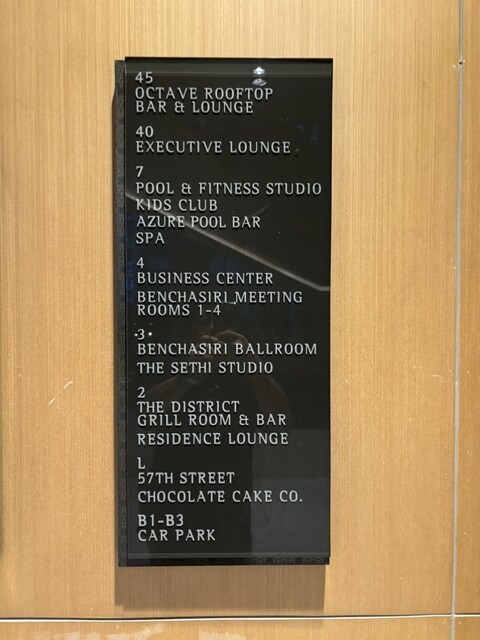 45
OCTAVE ROOFTOP
BAR & LOUNGE
40
EXECUTIVE LOUNGE
7
POOL & FITNESS STUDIO
KIDS CLUB
AZURE POOL BAR
SPA
4
BUSINESS CENTER
BENCHASIRI MEETING
ROOMS 1-4
·3·
BENCHASIRI BALLROOM
THE SETHI STUDIO
2
THE DISTRICT
GRILL ROOM & BAR
RESIDENCE LOUNGE
L
57TH STREET
CHOCOLATE CAKE CO.
B1-B3
CAR PARK